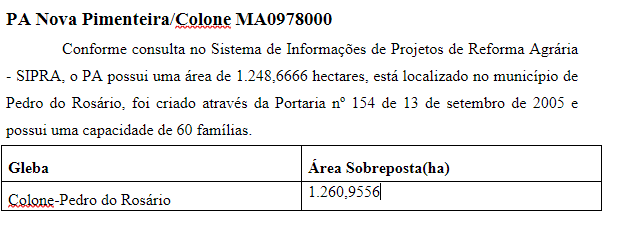 PA Nova Pimenteira/Colone MA0978000
Conforme consulta no Sistema de Informações de Projetos de Reforma Agrária
- SIPRA, o PA possui uma área de 1.248,6666 hectares, está localizado no município de
Pedro do Rosário, foi criado através da Portaria nº 154 de 13 de setembro de 2005 e
possui uma capacidade de 60 famílias.
Gleba Área Sobreposta(ha)
Colone-Pedro do Rosário 1.260,9556